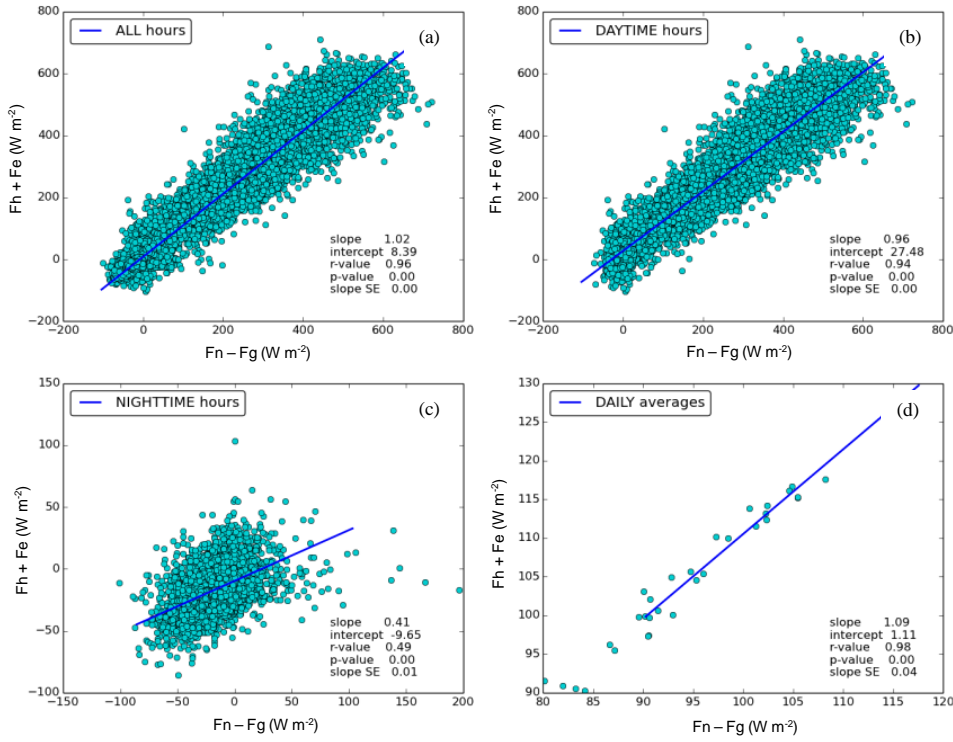 ALL hours
(a)
800
600
400
200
0
−200
Fh + Fe (W m-2)
slope 1.02
intercept 8.39
r-value 0.96
p-value 0.00
slope SE 0.00
−200 0 200 400 600 800
Fn – Fg (W m-2)
DAYTIME hours
(b)
800
600
400
200
0
−200
Fh + Fe (W m-2)
slope 0.96
intercept 27.48
r-value 0.94
p-value 0.00
slope SE 0.00
−200 0 200 400 600 800
Fn – Fg (W m-2)
NIGHTTIME hours
(c)
150
100
50
0
−50
−100
Fh + Fe (W m-2)
slope 0.41
intercept -9.65
r-value 0.49
p-value 0.00
slope SE 0.01
−150 −100 −50 0 50 100 150 200
Fn – Fg (W m-2)
DAILY averages
(d)
130
125
120
115
110
105
100
95
90
Fh + Fe (W m-2)
slope 1.09
intercept 1.11
r-value 0.98
p-value 0.00
slope SE 0.04
80 85 90 95 100 105 110 115 120
Fn – Fg (W m-2)